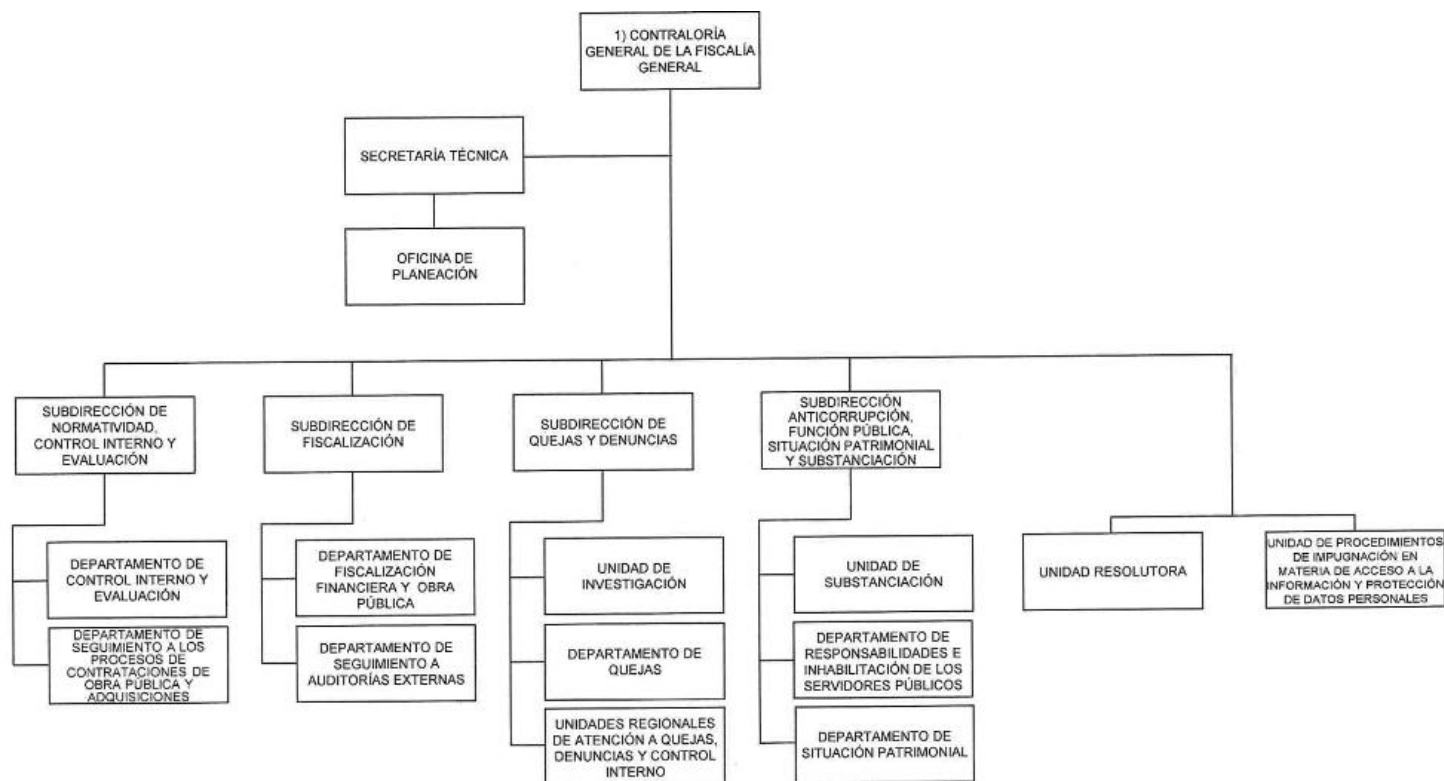 1) CONTRALORÍA
GENERAL DE LA FISCALÍA
GENERAL
SECRETARÍA TÉCNICA
OFICINA DE
PLANEACIÓN
SUBDIRECCIÓN DE
NORMATIVIDAD,
CONTROL INTERNO Y
EVALUACIÓN
SUBDIRECCIÓN DE
FISCALIZACIÓN
SUBDIRECCIÓN DE
QUEJAS Y DENUNCIAS
SUBDIRECCIÓN
ANTICORRUPCIÓN,
FUNCIÓN PÚBLICA,
SITUACIÓN PATRIMONIAL
Y SUBSTANCIACIÓN
DEPARTAMENTO DE
CONTROL INTERNO Y
EVALUACIÓN
DEPARTAMENTO DE
FISCALIZACIÓN
FINANCIERA Y OBRA
PÚBLICA
UNIDAD DE
INVESTIGACIÓN
UNIDAD DE
SUBSTANCIACIÓN
UNIDAD RESOLUTORA
UNIDAD DE PROCEDIMIENTOS
DE IMPUGNACIÓN EN
MATERIA DE ACCESO A LA
INFORMACIÓN Y PROTECCIÓN
DE DATOS PERSONALES
DEPARTAMENTO DE
SEGUIMIENTO A LOS
PROCESOS DE
CONTRATACIONES DE
OBRA PÚBLICA Y
ADQUISICIONES
DEPARTAMENTO DE
SEGUIMIENTO A
AUDITORÍAS EXTERNAS
DEPARTAMENTO DE
QUEJAS
DEPARTAMENTO DE
RESPONSABILIDADES E
INHABILITACIÓN DE LOS
SERVIDORES PÚBLICOS
UNIDADES REGIONALES
DE ATENCIÓN A QUEJAS,
DENUNCIAS Y CONTROL
INTERNO
DEPARTAMENTO DE
SITUACIÓN PATRIMONIAL